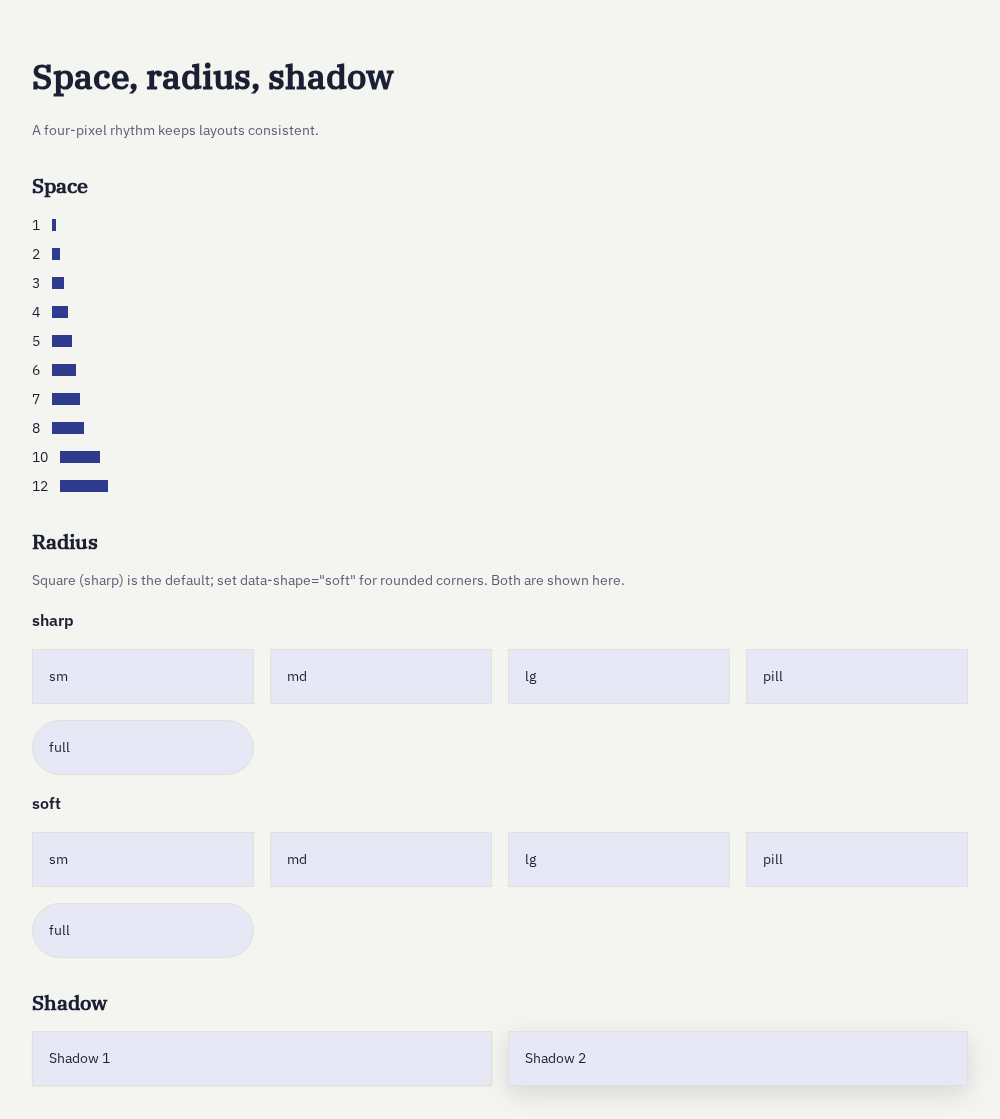 Space, radius, shadow
A four-pixel rhythm keeps layouts consistent.
Space
1
2
3
4
5
6
7
8
10
12
Radius
Square (sharp) is the default; set data-shape="soft" for rounded corners. Both are shown here.
sharp
sm md lg pill
full
soft
sm md lg pill
full
Shadow
Shadow 1 Shadow 2